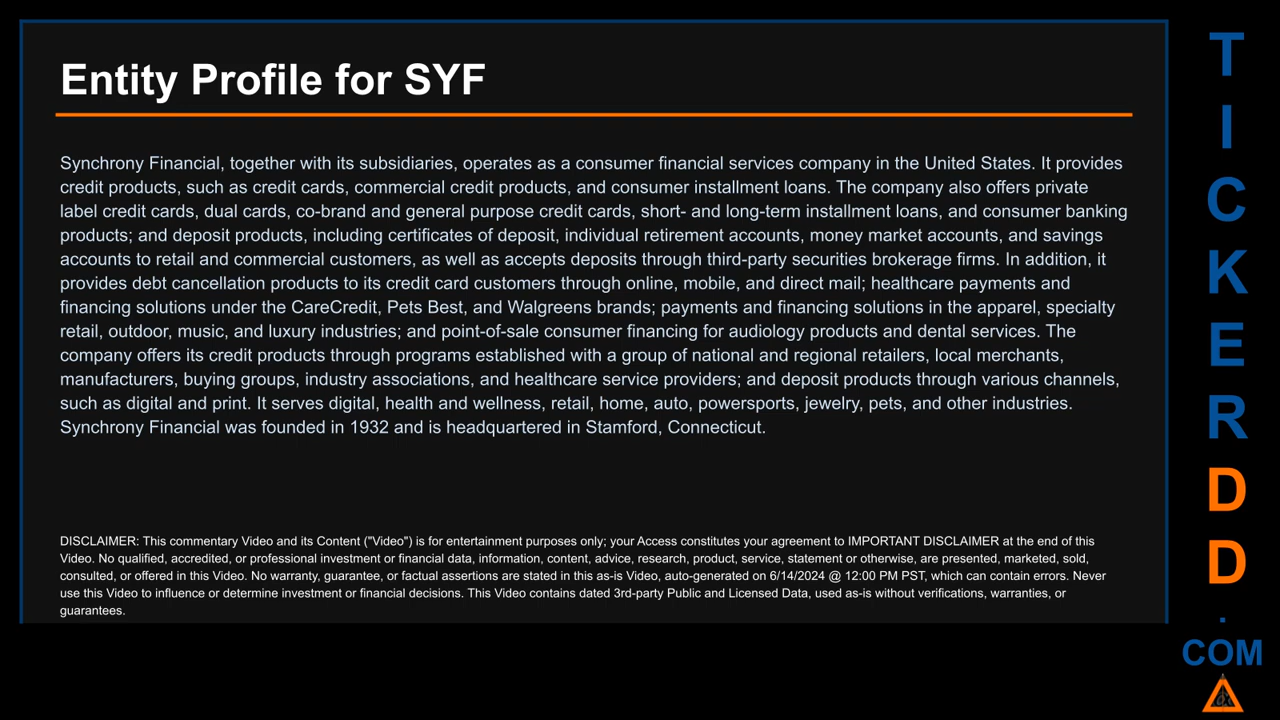 Entity Profile for SYF
Synchrony Financial, together with its subsidiaries, operates as a consumer financial services company in the United States. It provides
credit products, such as credit cards, commercial credit products, and consumer installment loans. The company also offers private
label credit cards, dual cards, co-brand and general purpose credit cards, short- and long-term installment loans, and consumer banking
products; and deposit products, including certificates of deposit, individual retirement accounts, money market accounts, and savings
accounts to retail and commercial customers, as well as accepts deposits through third-party securities brokerage firms. In addition, it
provides debt cancellation products to its credit card customers through online, mobile, and direct mail; healthcare payments and
financing solutions under the CareCredit, Pets Best, and Walgreens brands; payments and financing solutions in the apparel, specialty
retail, outdoor, music, and luxury industries; and point-of-sale consumer financing for audiology products and dental services. The
company offers its credit products through programs established with a group of national and regional retailers, local merchants,
manufacturers, buying groups, industry associations, and healthcare service providers; and deposit products through various channels,
such as digital and print. It serves digital, health and wellness, retail, home, auto, powersports, jewelry, pets, and other industries.
Synchrony Financial was founded in 1932 and is headquartered in Stamford, Connecticut.
DISCLAIMER: This commentary Video and its Content ("Video") is for entertainment purposes only; your Access constitutes your agreement to IMPORTANT DISCLAIMER at the end of this
Video. No qualified, accredited, or professional investment or financial data, information, content, advice, research, product, service, statement or otherwise, are presented, marketed, sold,
consulted, or offered in this Video. No warranty, guarantee, or factual assertions are stated in this as-is Video, auto-generated on 6/14/2024 @ 12:00 PM PST, which can contain errors. Never
use this Video to influence or determine investment or financial decisions. This Video contains dated 3rd-party Public and Licensed Data, used as-is without verifications, warranties, or
guarantees.
T
I
C
K
E
R
D
D
.
COM